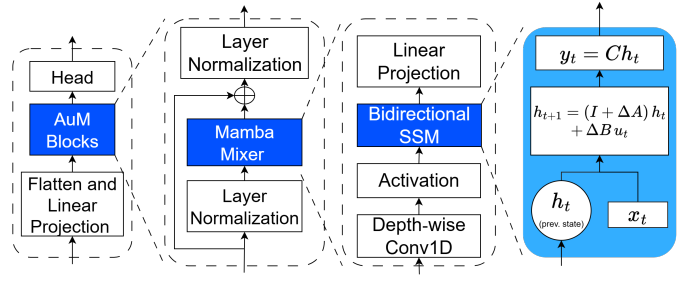 Head
AuM
Blocks
Flatten and
Linear
Projection
Layer
Normalization
Mamba
Mixer
Layer
Normalization
Linear
Projection
Bidirectional
SSM
Activation
Depth-wise
Conv1D
y_t = Ch_t
h_{t+1} = (I + ΔA) h_t
+ ΔB u_t
h_t
(prev. state)
x_t